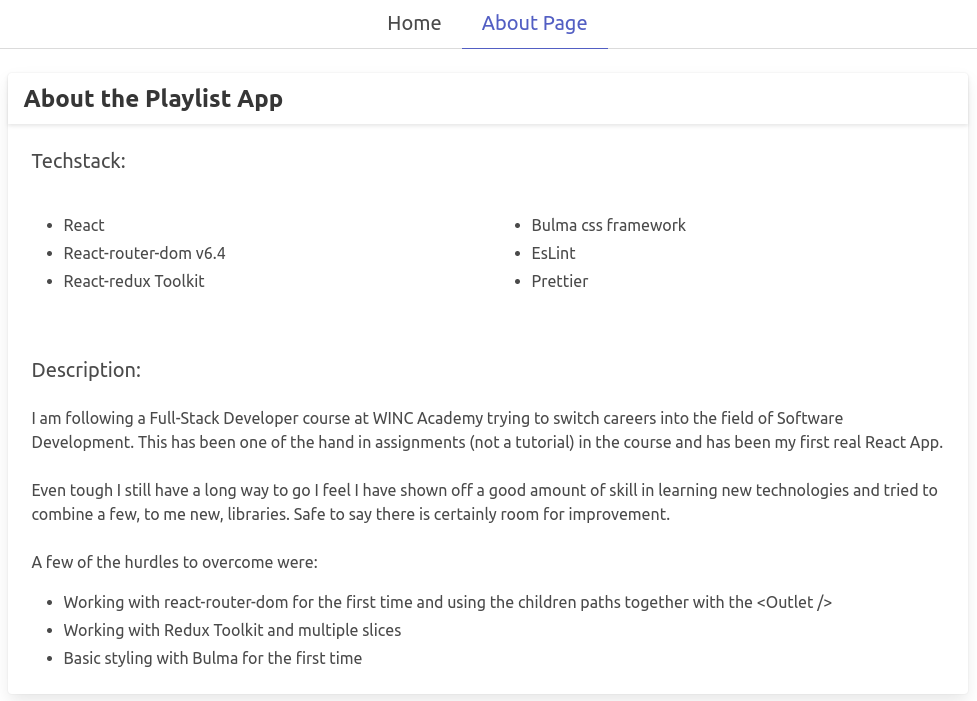 Home About Page
About the Playlist App
Techstack:
• React
• React-router-dom v6.4
• React-redux Toolkit
• Bulma css framework
• EsLint
• Prettier
Description:
I am following a Full-Stack Developer course at WINC Academy trying to switch careers into the field of Software
Development. This has been one of the hand in assignments (not a tutorial) in the course and has been my first real React App.
Even tough I still have a long way to go I feel I have shown off a good amount of skill in learning new technologies and tried to
combine a few, to me new, libraries. Safe to say there is certainly room for improvement.
A few of the hurdles to overcome were:
• Working with react-router-dom for the first time and using the children paths together with the <Outlet />
• Working with Redux Toolkit and multiple slices
• Basic styling with Bulma for the first time